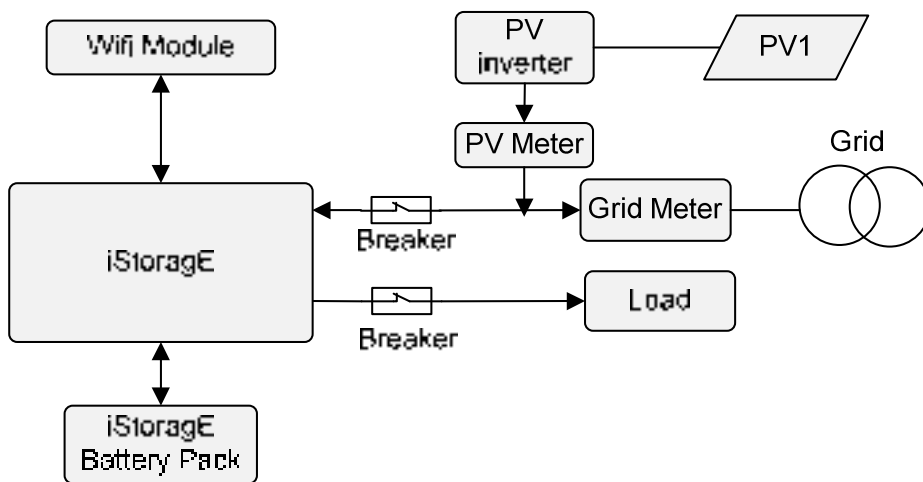 Wifi Module
PV
inverter
PV1
PV Meter
Grid
Grid Meter
Breaker
iStoragE
Load
Breaker
iStoragE
Battery Pack